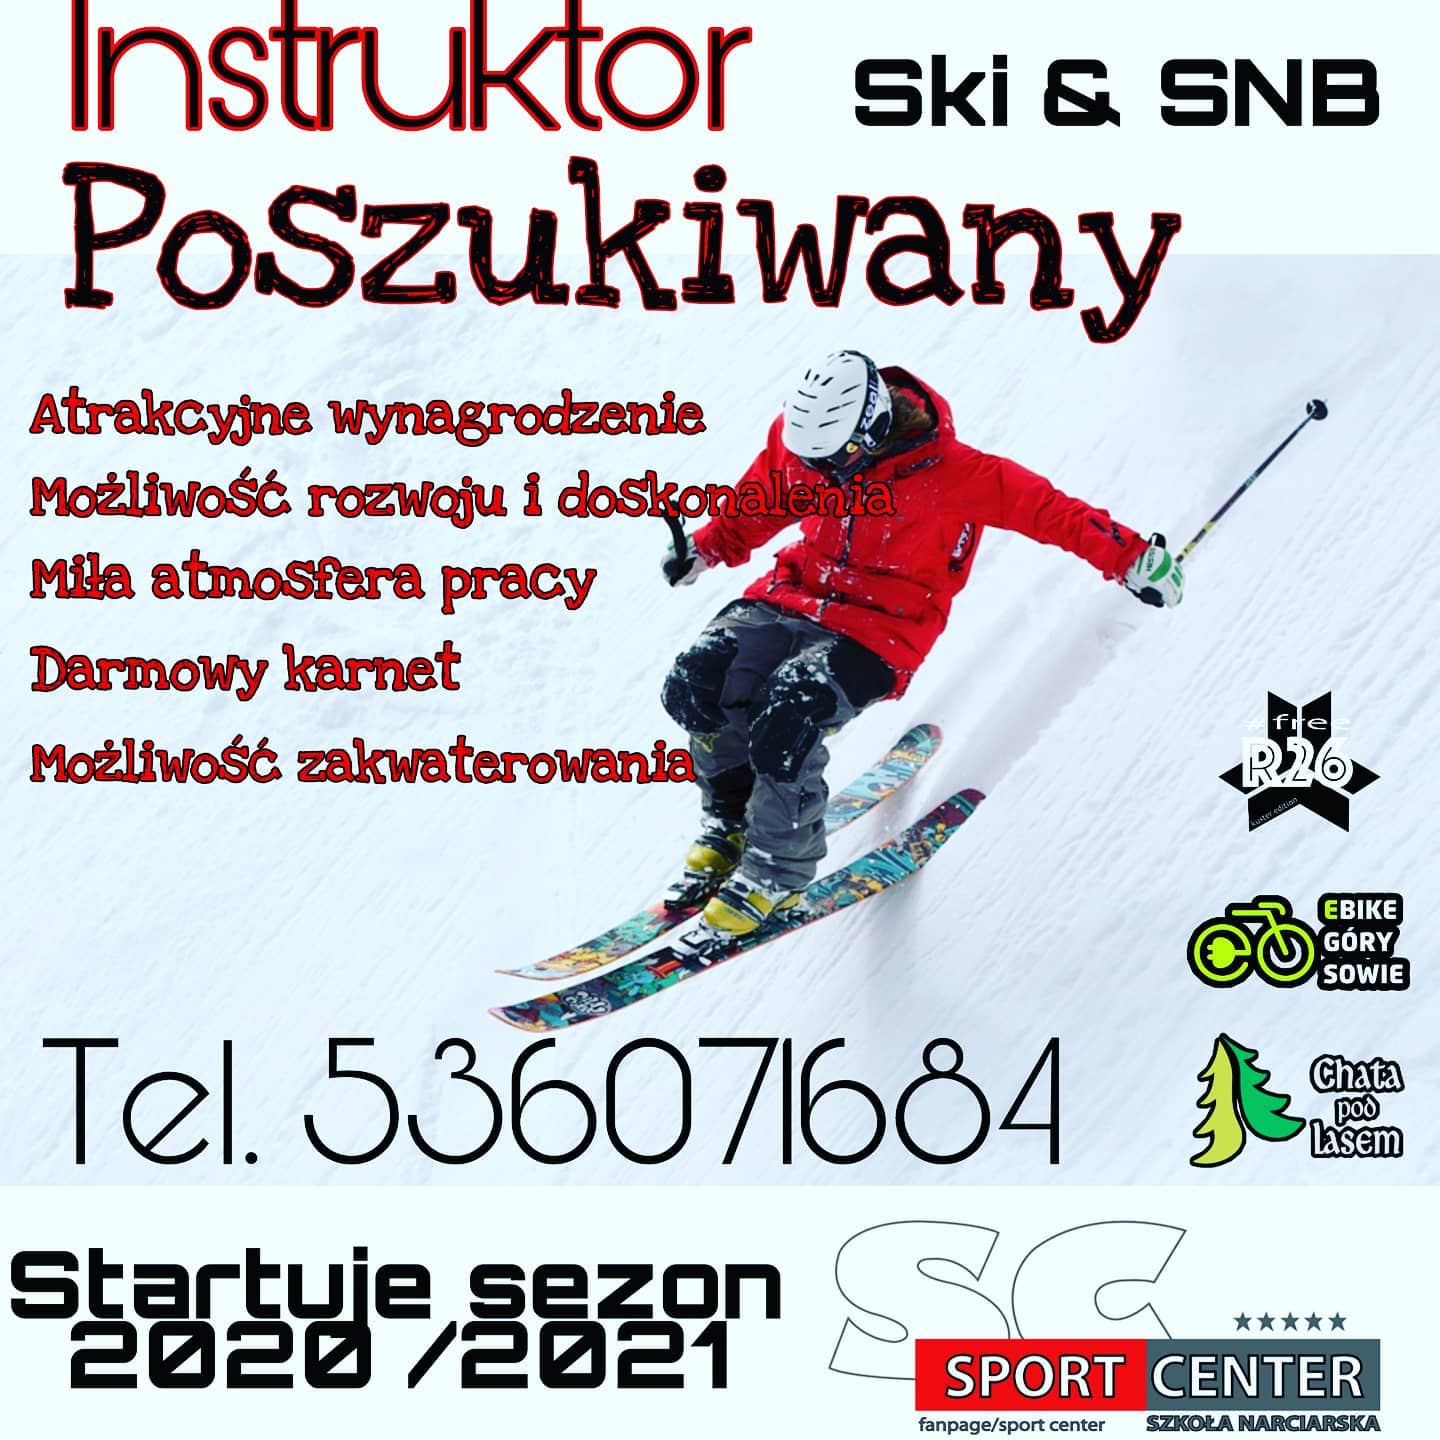 Instruktor Ski & SNB
Poszukiwany
Atrakcyjne wynagrodzenie
Możliwość rozwoju i doskonalenia
Miła atmosfera pracy
Darmowy karnet
Możliwość zakwaterowania
# free
R26
kuster edition
EBIKE
GÓRY
SOWIE
Tel. 536071684
Chata
pod
Lasem
Startuje sezon
2020 /2021
SC
SPORT CENTER
fanpage/sport center SZKOŁA NARCIARSKA